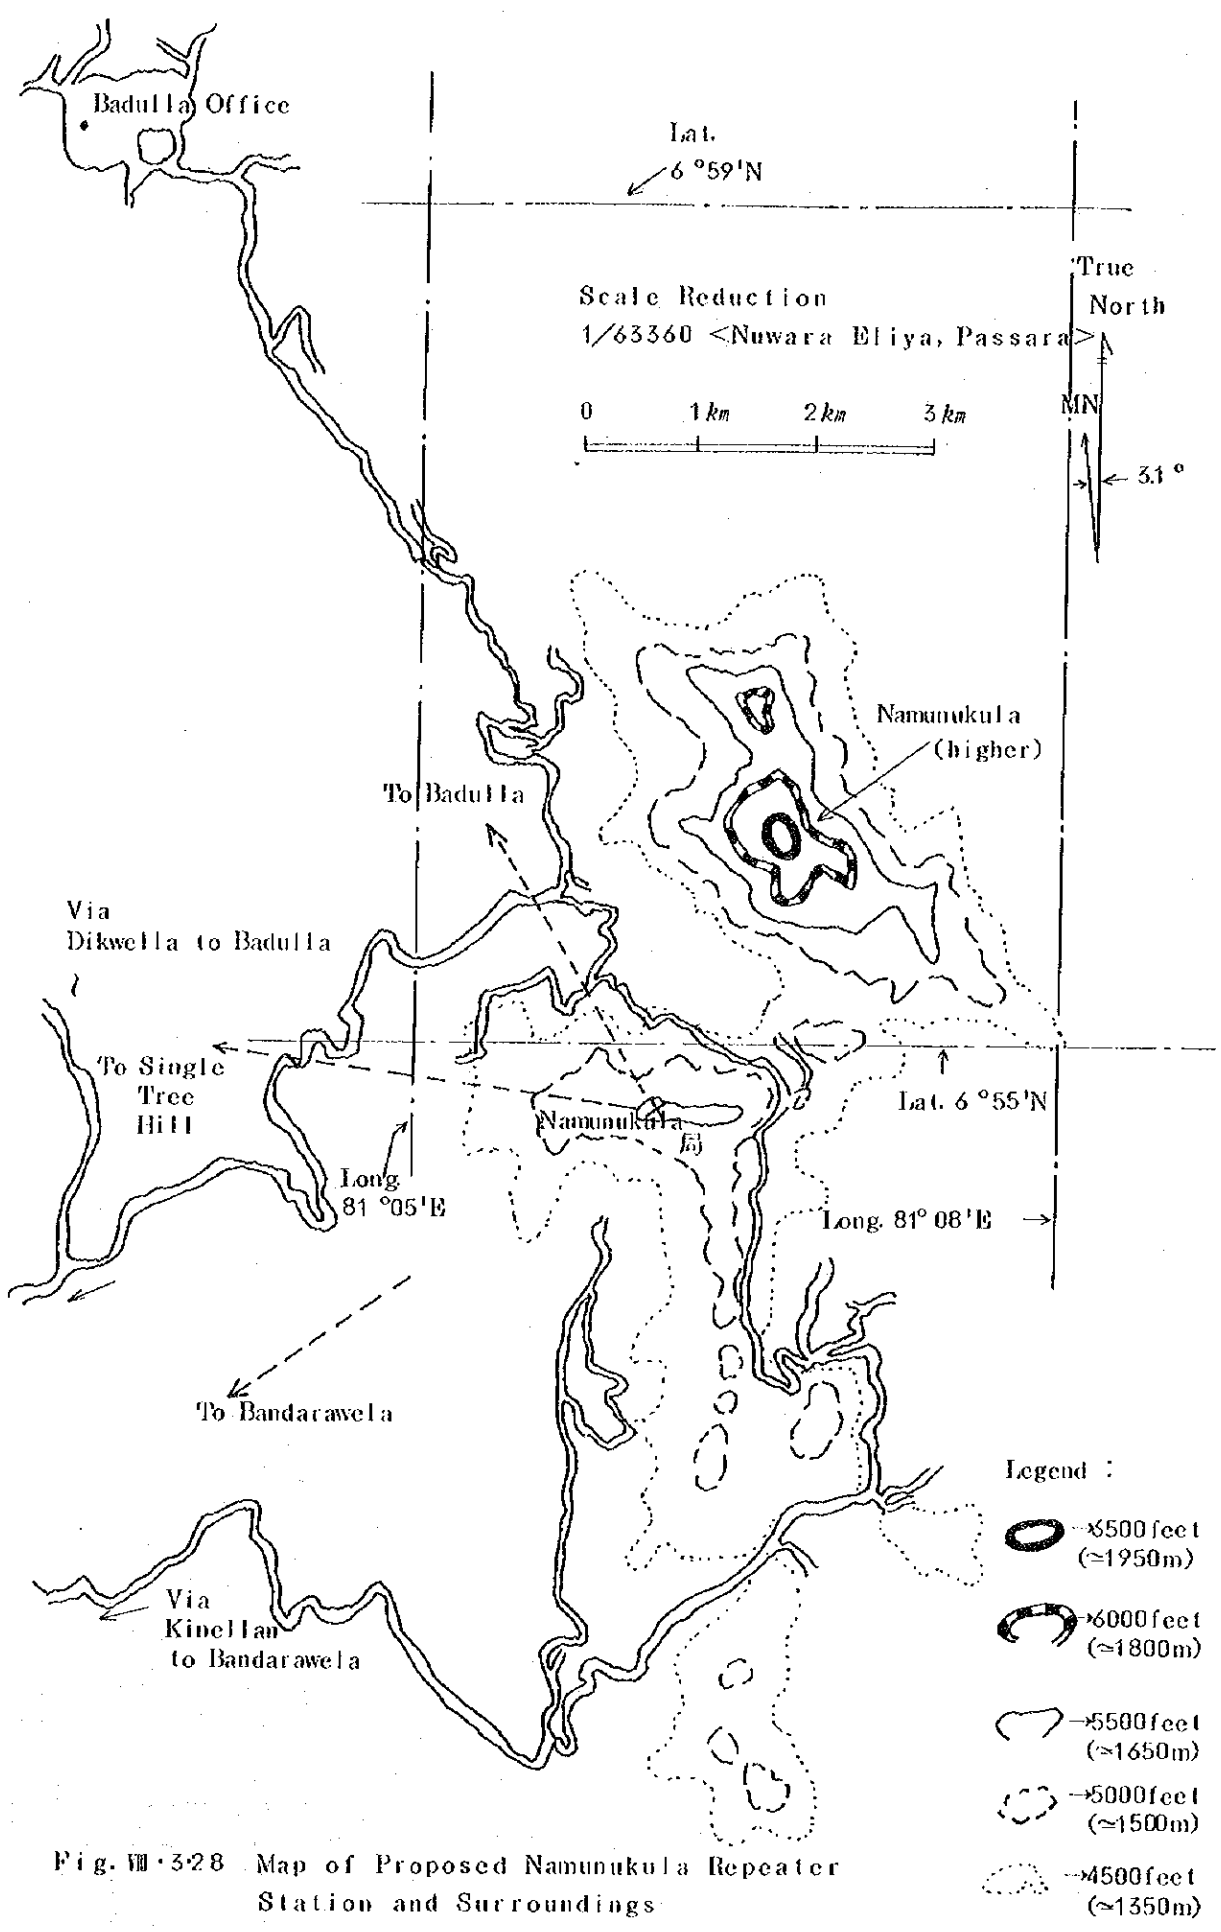 Badulla Office
Lat.
6°59'N
True
North
Scale Reduction
1/63360 <Nuwara Eliya, Passara>
0 1km 2km 3km
MN
3.1°
Namunukula
(higher)
To Badulla
Via
Dikwella to Badulla
To Single
Tree
Hill
Namunukula
局
Lat. 6°55'N
Long.
81°05'E
Long. 81°08'E
To Bandarawela
Via
Kinellan
to Bandarawela
Legend :
→6500feet
(≃1950m)
→6000feet
(≃1800m)
→5500feet
(≃1650m)
→5000feet
(≃1500m)
→4500feet
(≃1350m)
Fig. Ⅷ·3·28 Map of Proposed Namunukula Repeater
Station and Surroundings